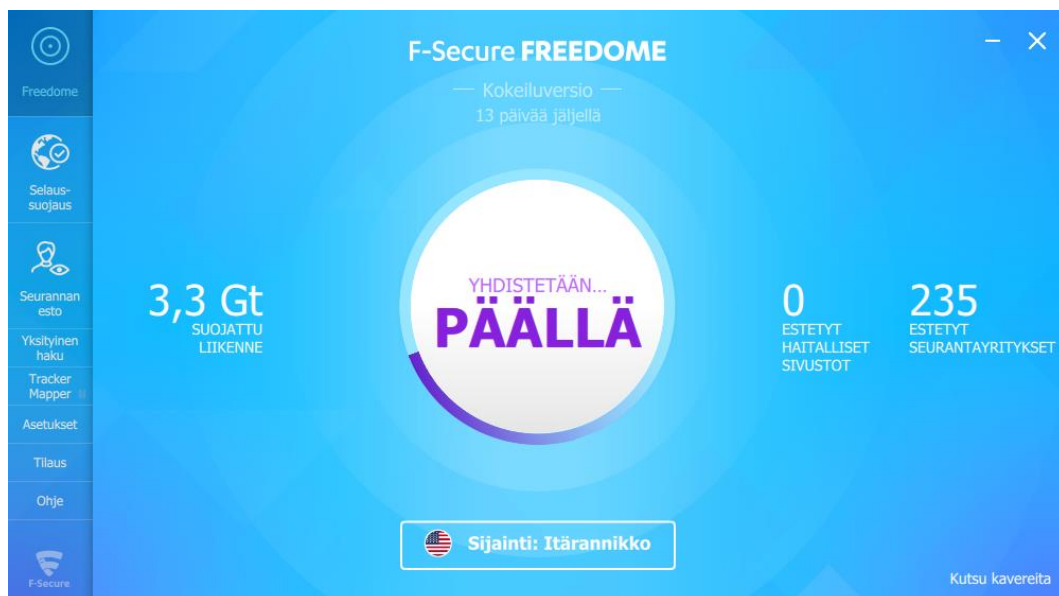 Freedome
Selaus-
suojaus
Seurannan
esto
Yksityinen
haku
Tracker
Mapper
Asetukset
Tilaus
Ohje
F-Secure
F-Secure FREEDOME
— Kokeiluversio —
13 päivää jäljellä
3,3 Gt
SUOJATTU
LIIKENNE
YHDISTETÄÄN...
PÄÄLLÄ
0
ESTETYT
HAITALLISET
SIVUSTOT
235
ESTETYT
SEURANTAYRITYKSET
Sijainti: Itärannikko
Kutsu kavereita